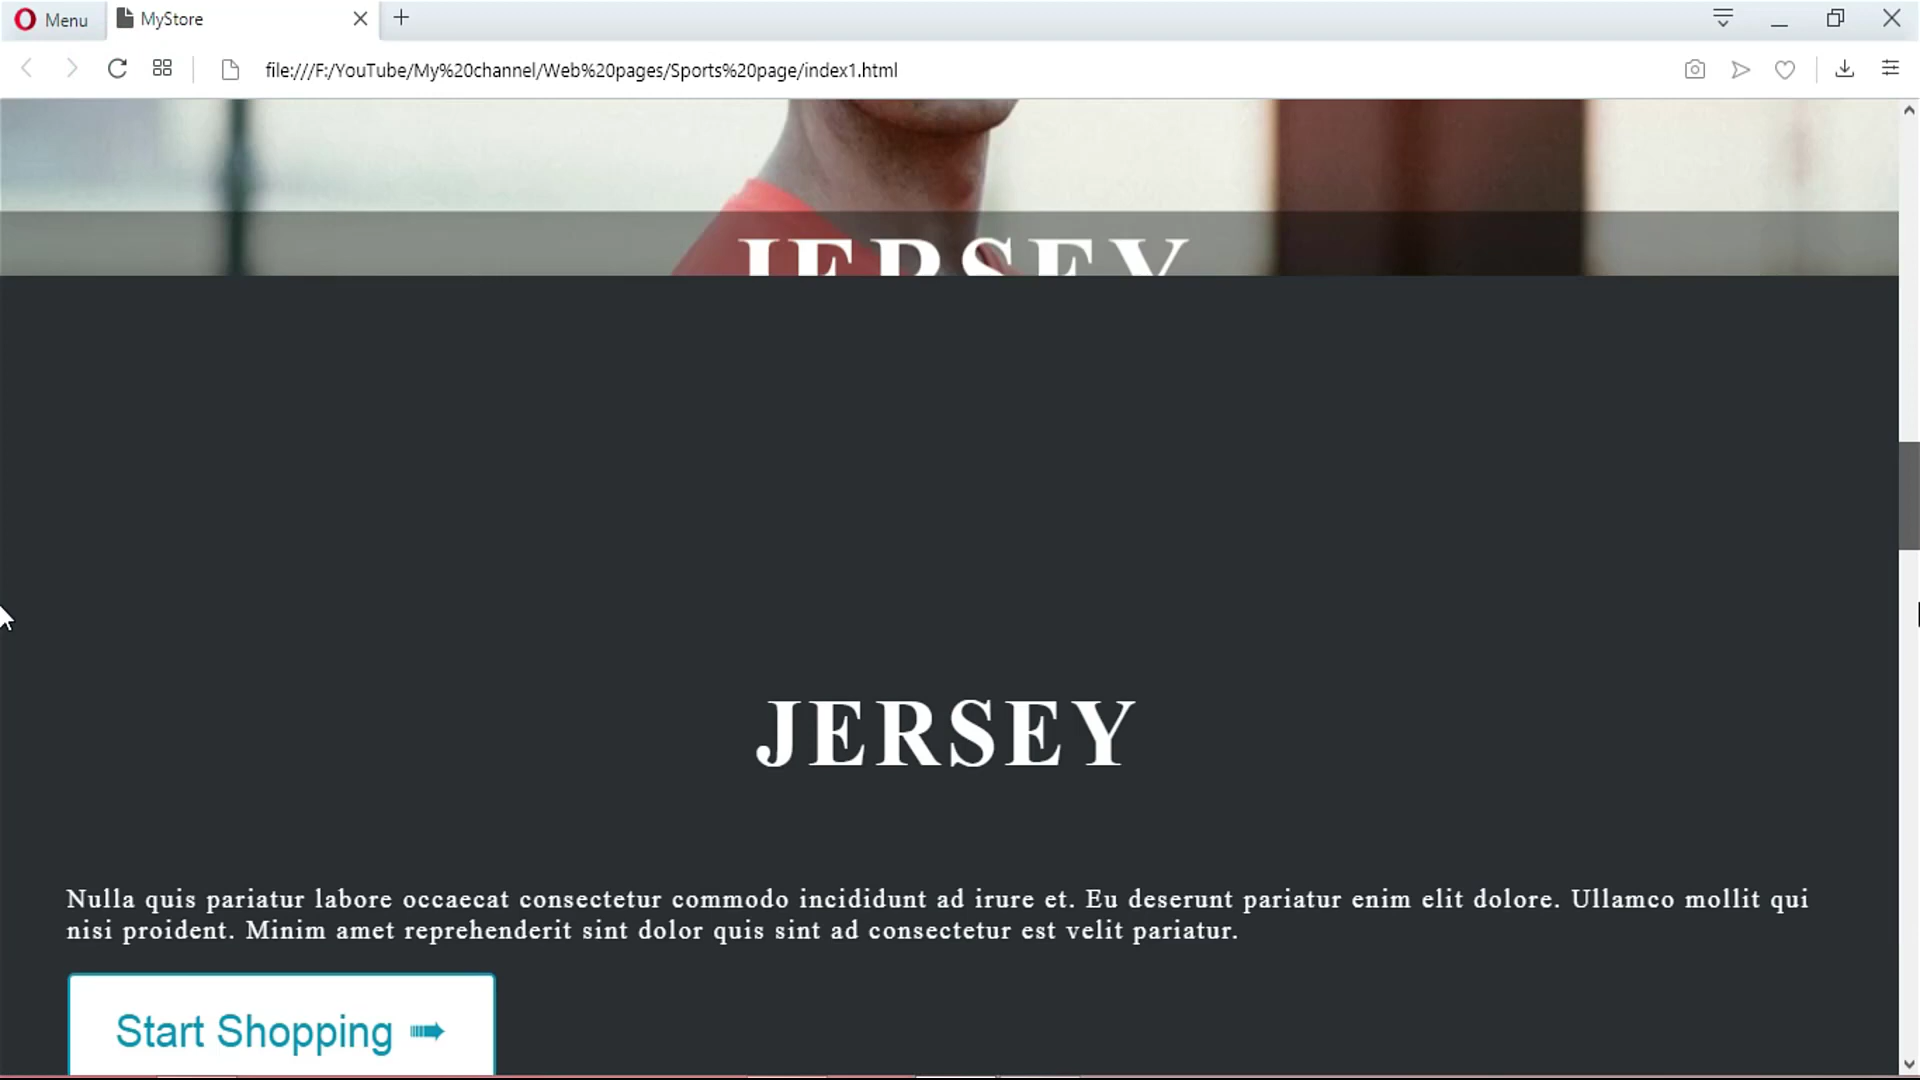 Menu
MyStore
file:///F:/YouTube/My%20channel/Web%20pages/Sports%20page/index1.html
JERSEY
JERSEY
Nulla quis pariatur labore occaecat consectetur commodo incididunt ad irure et. Eu deserunt pariatur enim elit dolore. Ullamco mollit qui
nisi proident. Minim amet reprehenderit sint dolor quis sint ad consectetur est velit pariatur.
Start Shopping ➠